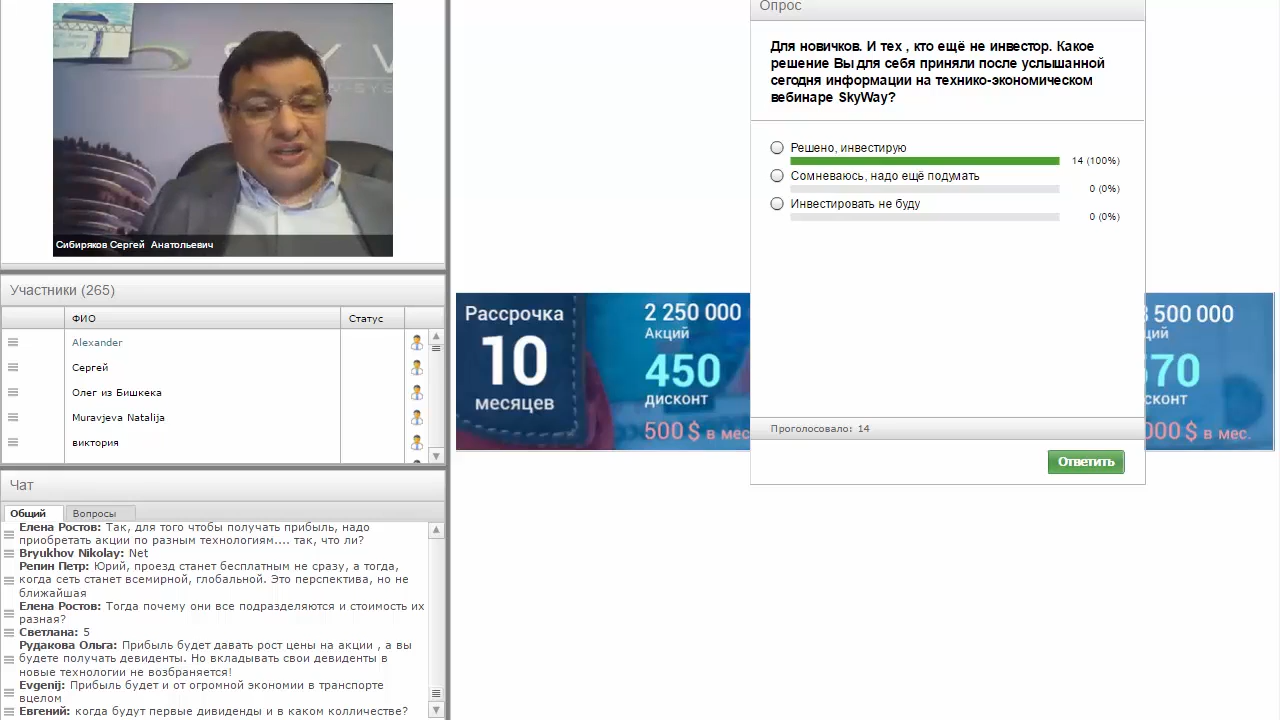 SKY W
Сибиряков Сергей Анатольевич
Участники (265)
ФИО
Статус
Alexander
Сергей
Олег из Бишкека
Muravjeva Natalija
виктория
Чат
Общий
Вопросы
Елена Ростов: Так, для того чтобы получать прибыль, надо
приобретать акции по разным технологиям.... так, что ли?
Bryukhov Nikolay: Net
Репин Петр: Юрий, проезд станет бесплатным не сразу, а тогда,
когда сеть станет всемирной, глобальной. Это перспектива, но не
ближайшая
Елена Ростов: Тогда почему они все подразделяются и стоимость их
разная?
Светлана: 5
Рудакова Ольга: Прибыль будет давать рост цены на акции , а вы
будете получать девиденты. Но вкладывать свои девиденты в
новые технологии не возбраняется!
Evgenij: Прибыль будет и от огромной экономии в транспорте
вцелом
Евгений: когда будут первые дивиденды и в каком колличестве?
Рассрочка
10
месяцев
2 250 000
Акций
450
дисконт
500 $ в мес
Опрос
Для новичков. И тех , кто ещё не инвестор. Какое
решение Вы для себя приняли после услышанной
сегодня информации на технико-экономическом
вебинаре SkyWay?
Решено, инвестирую
14 (100%)
Сомневаюсь, надо ещё подумать
0 (0%)
Инвестировать не буду
0 (0%)
Проголосовало: 14
Ответить
500 000
ций
70
сконт
000 $ в мес.